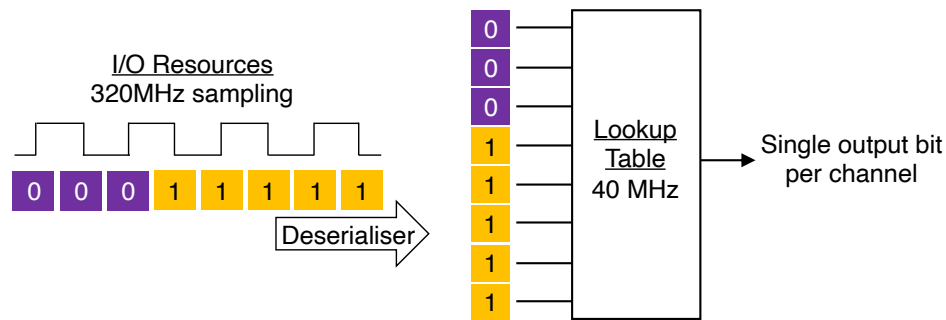 I/O Resources
320MHz sampling
0 0 0 1 1 1 1 1
Deserialiser
0
0
0
1
1
1
1
1
Lookup
Table
40 MHz
Single output bit
per channel